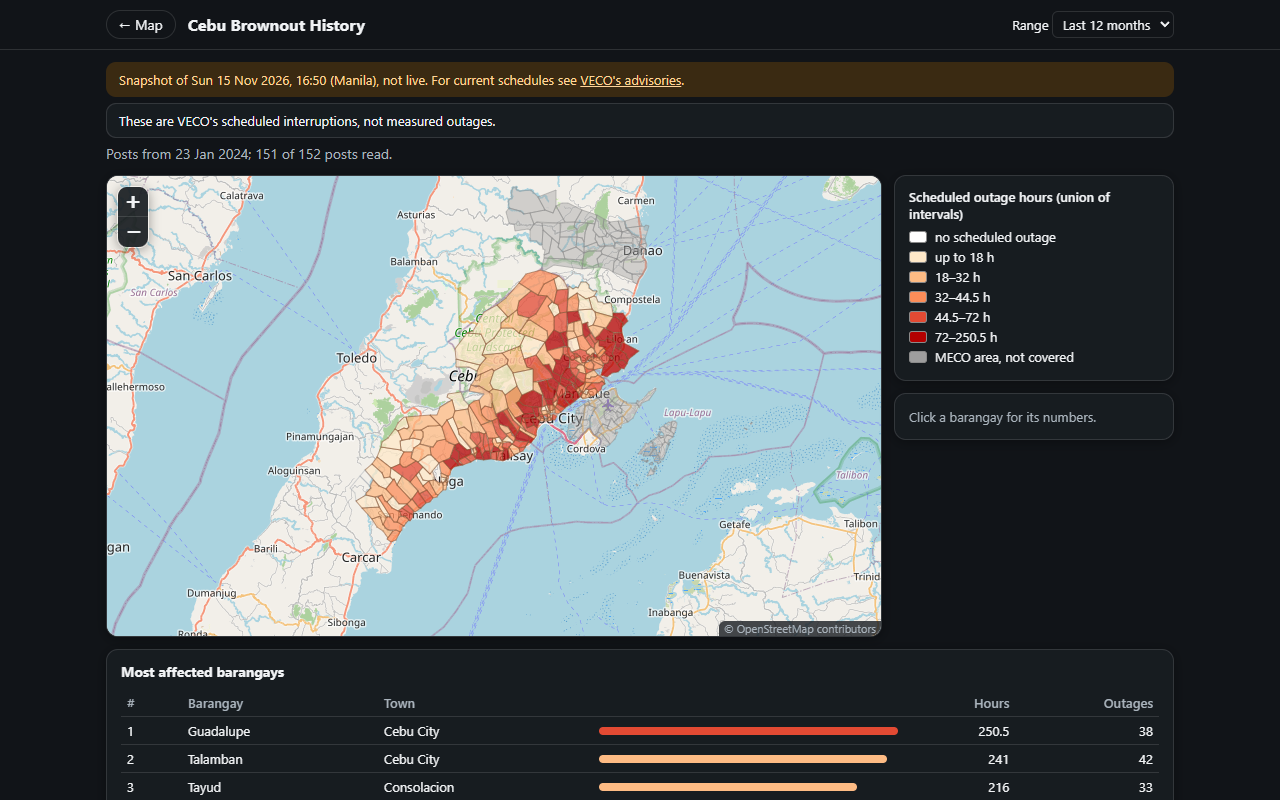 ← Map
Cebu Brownout History
Range Last 12 months
Snapshot of Sun 15 Nov 2026, 16:50 (Manila), not live. For current schedules see VECO's advisories.
These are VECO's scheduled interruptions, not measured outages.
Posts from 23 Jan 2024; 151 of 152 posts read.
+
−
Calatrava
Carmen
Asturias
Danao
Balamban
San Carlos
San Carlos
Compostela
Central
Landscape
Toledo
allehermoso
Cebu City
Lapu-Lapu
Pinamungajan
Cordova
Aloguinsan
Talibon
Getafe
Talibon
gan
Barili
Carcar
Buenavista
Trinid
Dumanjug
Inabanga
Sibonga
Ronda
© OpenStreetMap contributors
Scheduled outage hours (union of
intervals)
no scheduled outage
up to 18 h
18–32 h
32–44.5 h
44.5–72 h
72–250.5 h
MECO area, not covered
Click a barangay for its numbers.
Most affected barangays
# Barangay Town Hours Outages
1 Guadalupe Cebu City 250.5 38
2 Talamban Cebu City 241 42
3 Tayud Consolacion 216 33